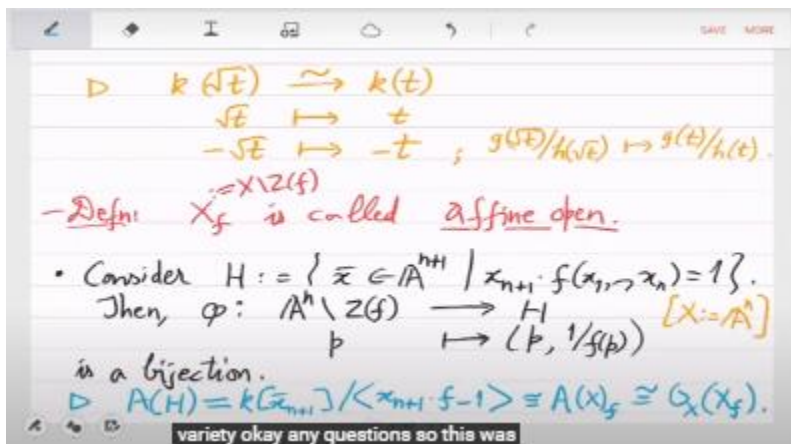 SAVE MORE
▷ k(√t) ⥲ k(t)
√t ↦ t
-√t ↦ -t ; g(√t)/h(√t) ↦ g(t)/h(t).
:=X\Z(f)
-Defn: X_f is called affine open.
• Consider H := { x̄ ∈ 𝔸^{n+1} | x_{n+1}·f(x_1,..,x_n)=1}.
Then, φ: 𝔸^n \ Z(f) ⟶ H [X:=𝔸^n]
p ↦ (p, 1/f(p))
is a bijection.
▷ A(H) = k[x̄_{n+1}]/<x_{n+1}·f-1> ≡ A(X)_f ≅ O_X(X_f).
variety okay any questions so this was